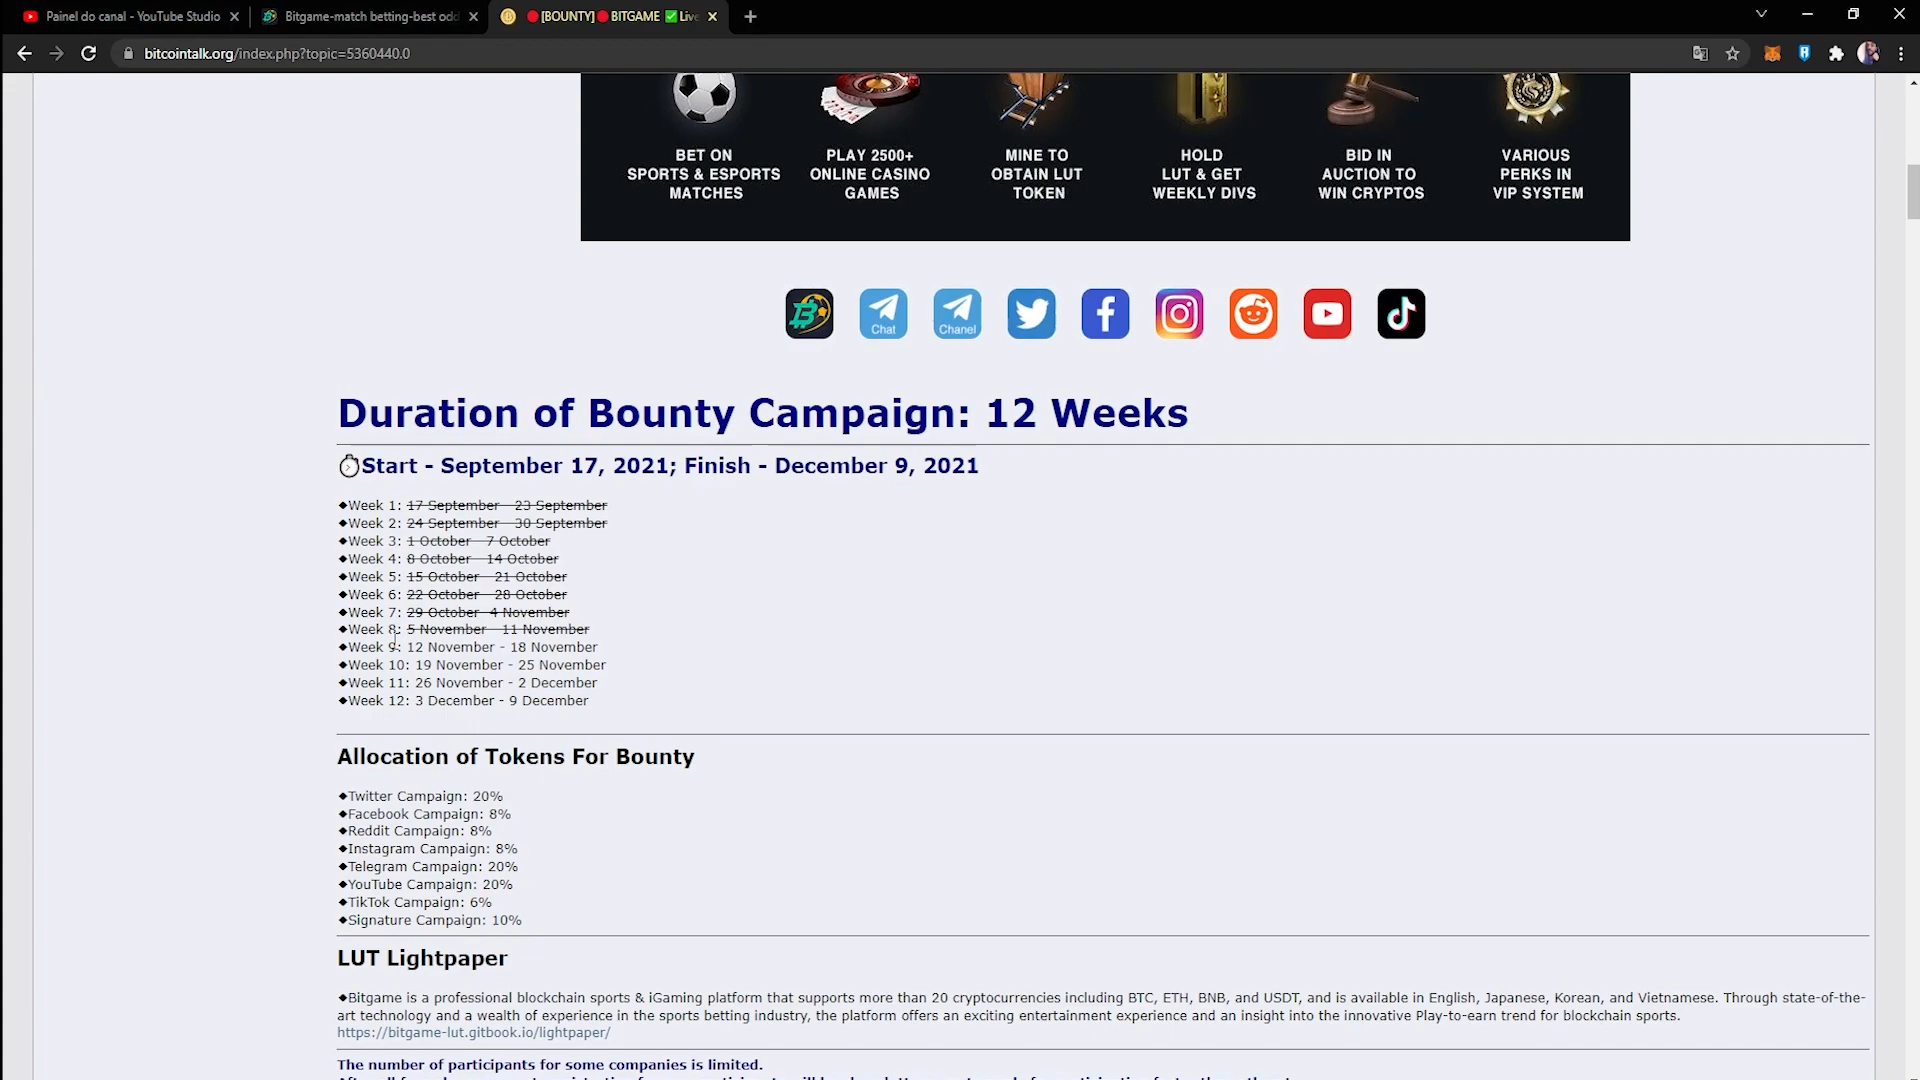 Painel do canal - YouTube Studio
Bitgame-match betting-best odd
[BOUNTY] BITGAME Live
bitcointalk.org/index.php?topic=5360440.0
BET ON
SPORTS & ESPORTS
MATCHES
PLAY 2500+
ONLINE CASINO
GAMES
MINE TO
OBTAIN LUT
TOKEN
HOLD
LUT & GET
WEEKLY DIVS
BID IN
AUCTION TO
WIN CRYPTOS
VARIOUS
PERKS IN
VIP SYSTEM
Chat
Chanel
Duration of Bounty Campaign: 12 Weeks
Start - September 17, 2021; Finish - December 9, 2021
◆Week 1: 17 September - 23 September
◆Week 2: 24 September - 30 September
◆Week 3: 1 October - 7 October
◆Week 4: 8 October - 14 October
◆Week 5: 15 October - 21 October
◆Week 6: 22 October - 28 October
◆Week 7: 29 October -4 November
◆Week 8: 5 November - 11 November
◆Week 9: 12 November - 18 November
◆Week 10: 19 November - 25 November
◆Week 11: 26 November - 2 December
◆Week 12: 3 December - 9 December
Allocation of Tokens For Bounty
◆Twitter Campaign: 20%
◆Facebook Campaign: 8%
◆Reddit Campaign: 8%
◆Instagram Campaign: 8%
◆Telegram Campaign: 20%
◆YouTube Campaign: 20%
◆TikTok Campaign: 6%
◆Signature Campaign: 10%
LUT Lightpaper
◆Bitgame is a professional blockchain sports & iGaming platform that supports more than 20 cryptocurrencies including BTC, ETH, BNB, and USDT, and is available in English, Japanese, Korean, and Vietnamese. Through state-of-the-
art technology and a wealth of experience in the sports betting industry, the platform offers an exciting entertainment experience and an insight into the innovative Play-to-earn trend for blockchain sports.
https://bitgame-lut.gitbook.io/lightpaper/
The number of participants for some companies is limited.